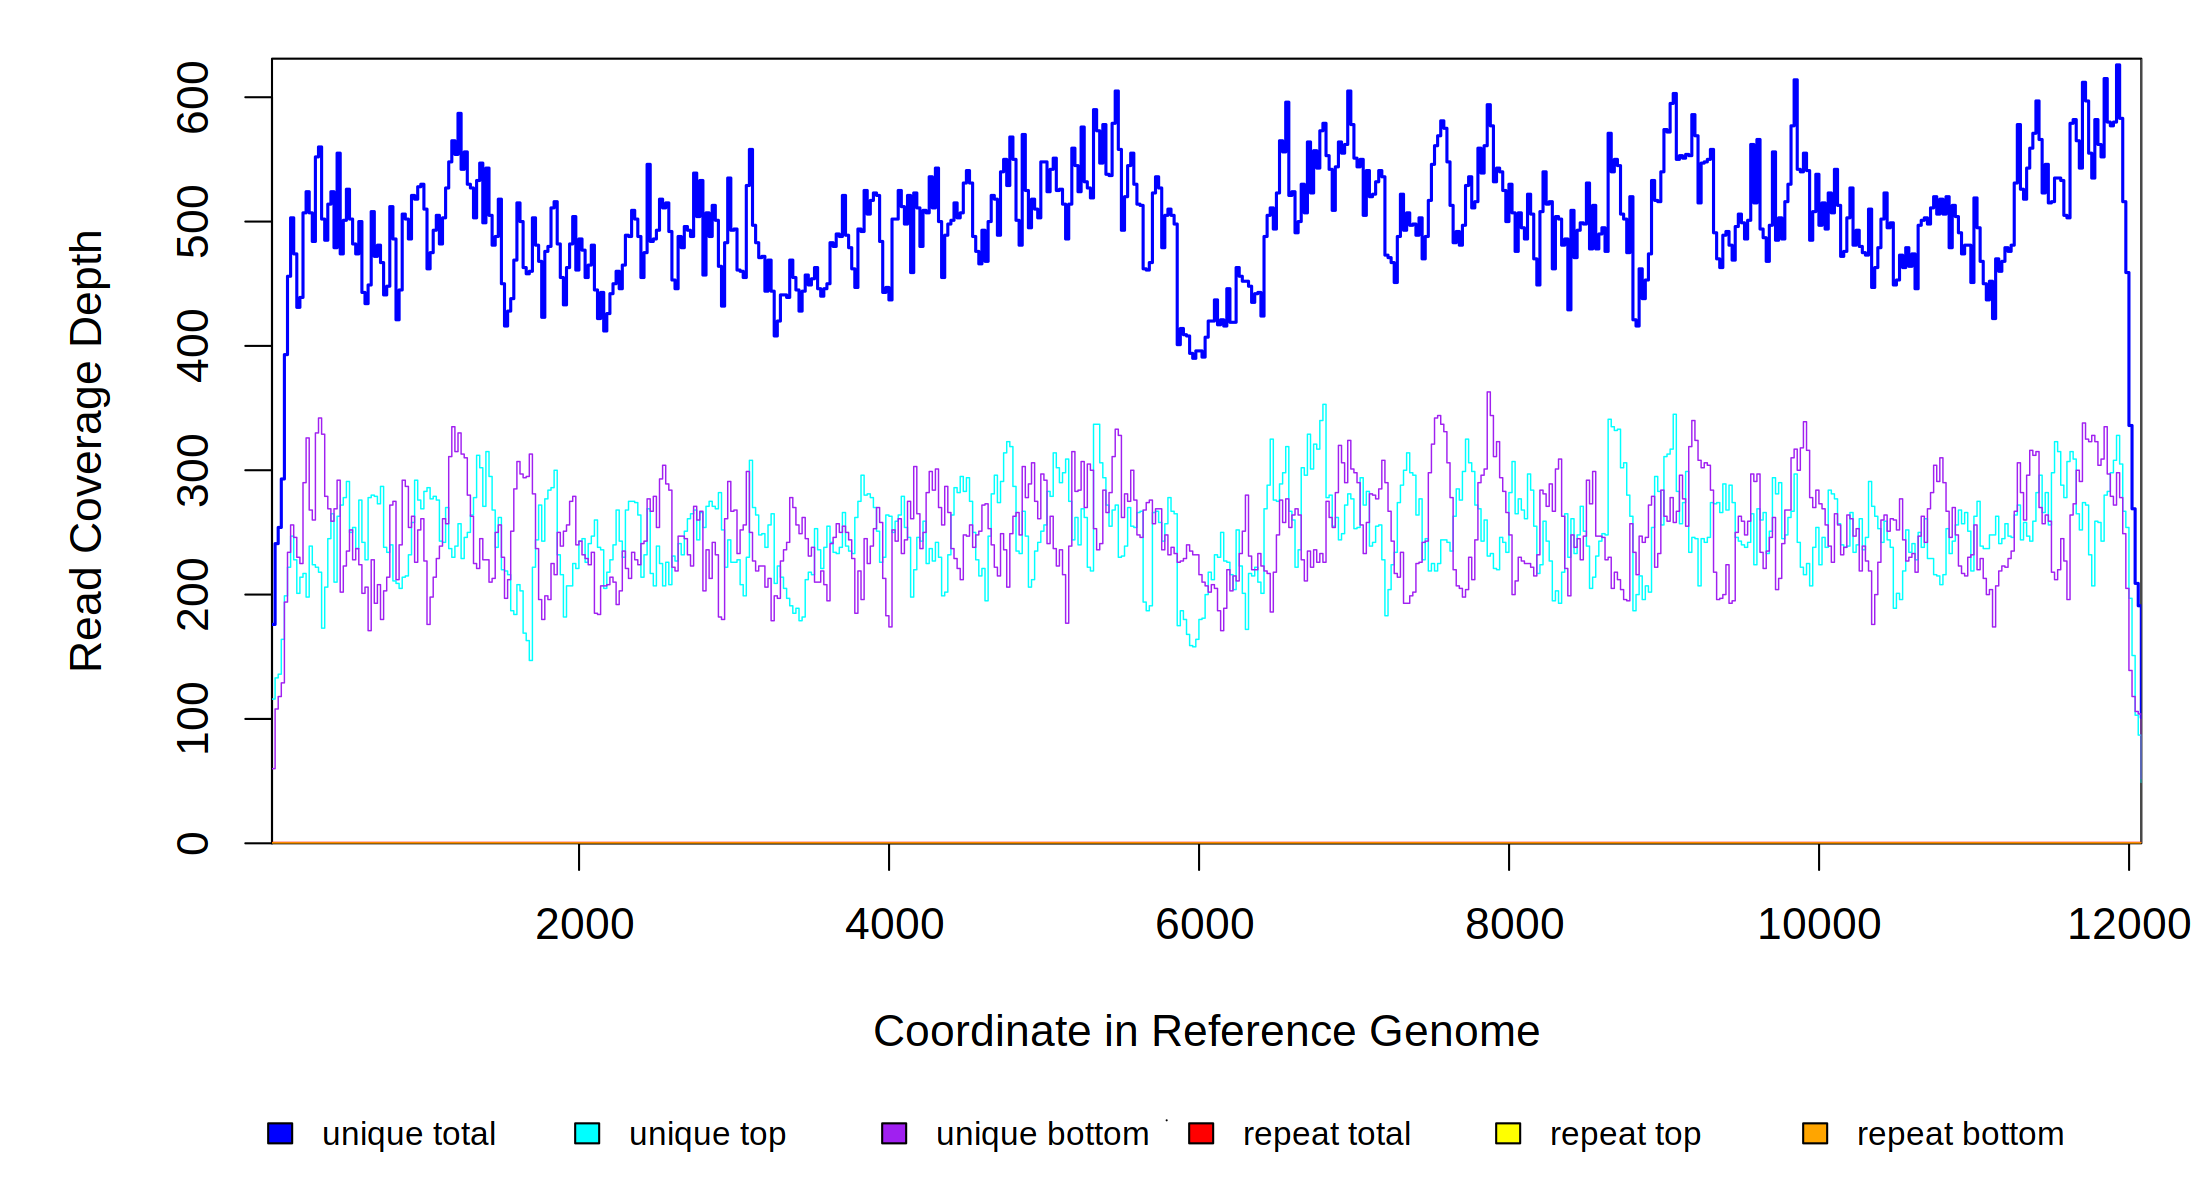 600
500
400
300
200
100
0
Read Coverage Depth
2000 4000 6000 8000 10000 12000
Coordinate in Reference Genome
unique total unique top unique bottom repeat total repeat top repeat bottom